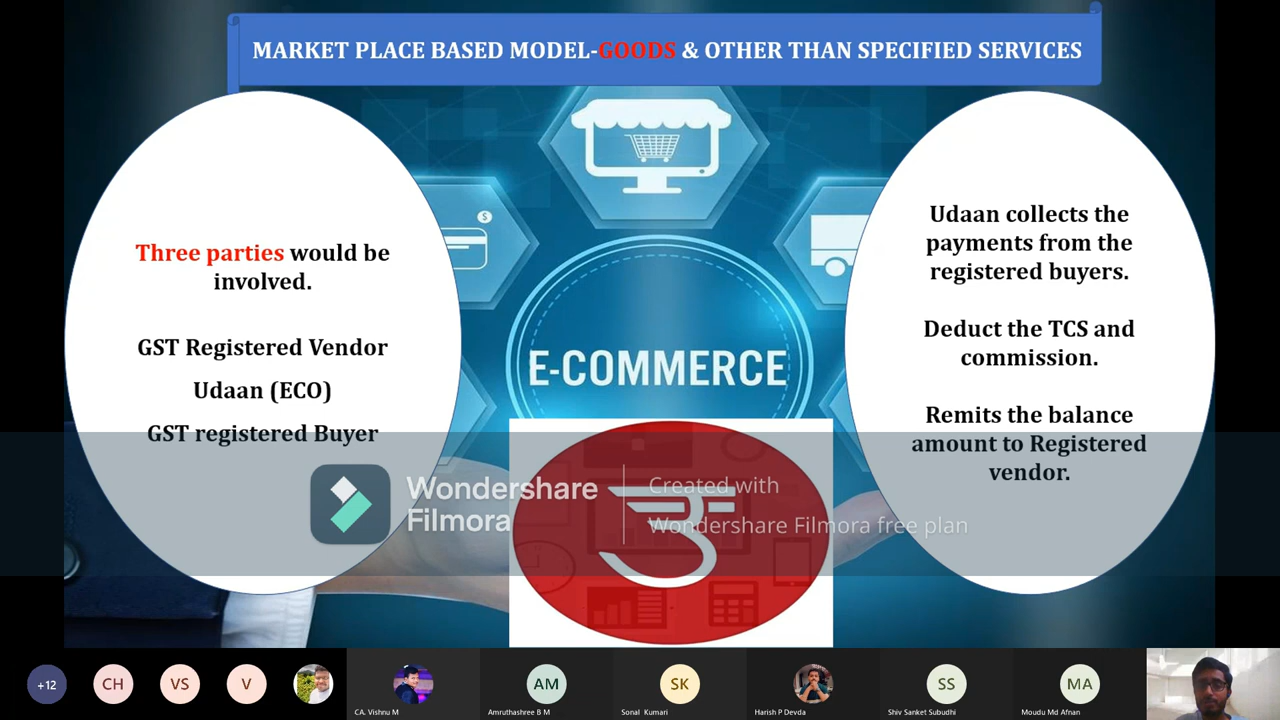 MARKET PLACE BASED MODEL-GOODS & OTHER THAN SPECIFIED SERVICES
Three parties would be
involved.
GST Registered Vendor
Udaan (ECO)
GST registered Buyer
$
E-COMMERCE
Udaan collects the
payments from the
registered buyers.
Deduct the TCS and
commission.
Remits the balance
amount to Registered
vendor.
Wondershare
Filmora
Created with
Wondershare Filmora free plan
+12
CH
VS
V
CA. Vishnu M
AM
Amruthashree B M
SK
Sonal Kumari
Harish P Devda
SS
Shiv Sanket Subudhi
MA
Moudu Md Afnan